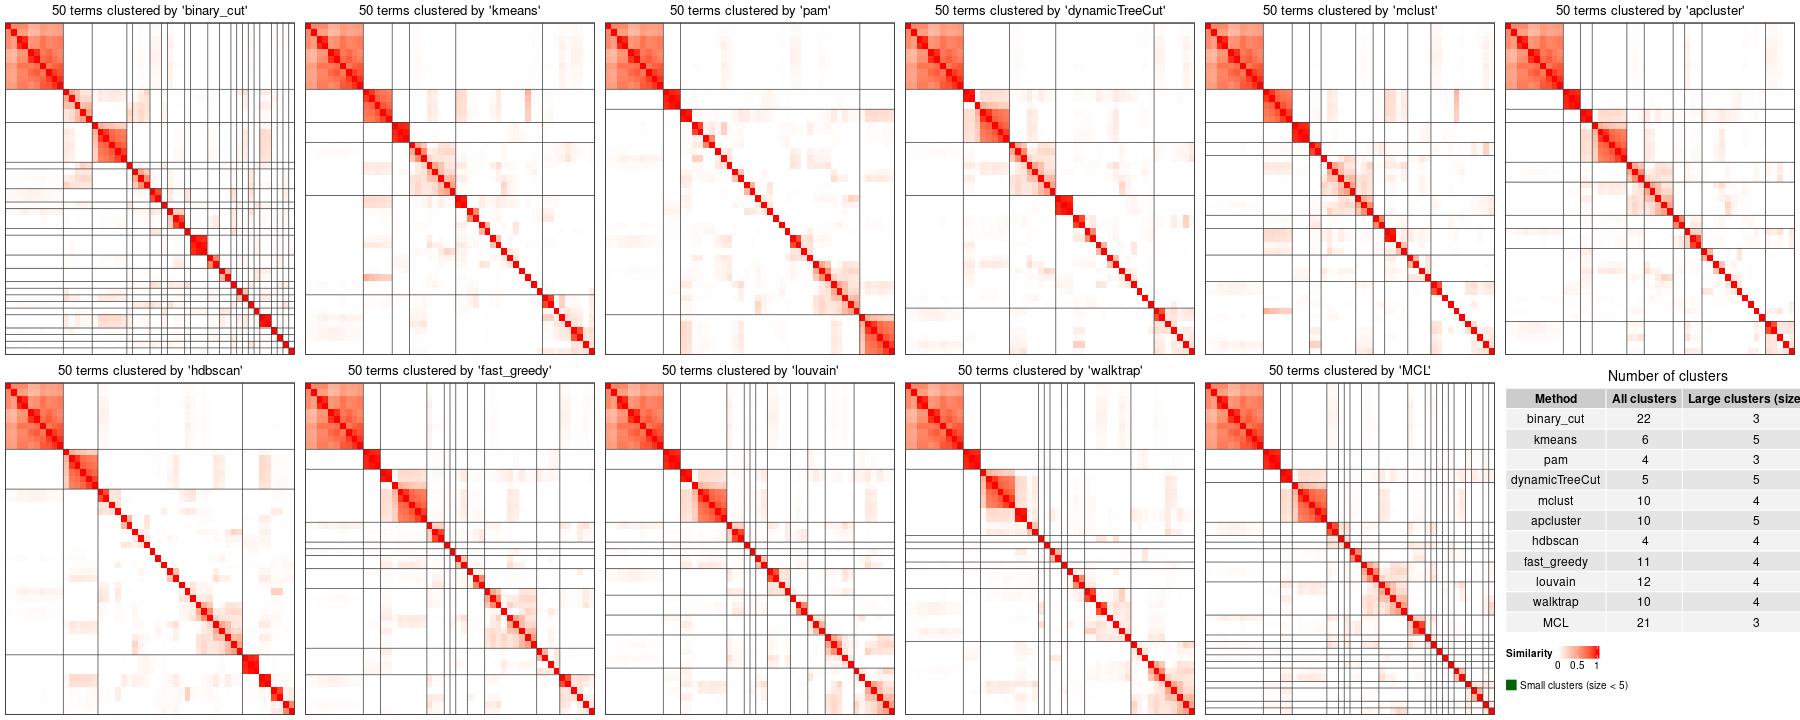 50 terms clustered by 'binary_cut'
50 terms clustered by 'kmeans'
50 terms clustered by 'pam'
50 terms clustered by 'dynamicTreeCut'
50 terms clustered by 'mclust'
50 terms clustered by 'apcluster'
50 terms clustered by 'hdbscan'
50 terms clustered by 'fast_greedy'
50 terms clustered by 'louvain'
50 terms clustered by 'walktrap'
50 terms clustered by 'MCL'
Number of clusters
Method All clusters Large clusters (size
binary_cut 22 3
kmeans 6 5
pam 4 3
dynamicTreeCut 5 5
mclust 10 4
apcluster 10 5
hdbscan 4 4
fast_greedy 11 4
louvain 12 4
walktrap 10 4
MCL 21 3
Similarity
0 0.5 1
Small clusters (size < 5)